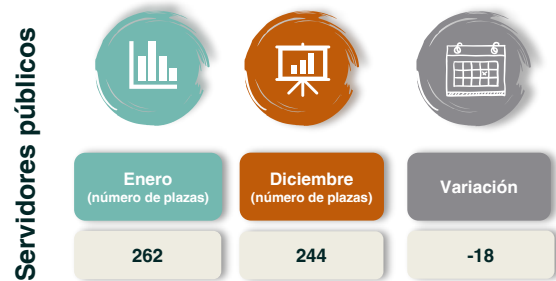 Servidores públicos
Enero
(número de plazas)
Diciembre
(número de plazas)
Variación
262
244
-18